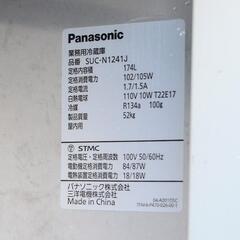 Panasonic
業務用冷蔵庫
品番 SUC-N1241J
定格内容積 174L
定格消費電力 102/105W
定格電流 1.7/1.5A
白熱電球 110V 10W T22E17
冷媒 R134a 100g
製品質量 52kg
屋内用
STMC
定格電圧・定格周波数 100V 50/60Hz
電動機定格消費電力 84/87W
電熱装置定格消費電力 18/18W
パナソニック株式会社
三洋電機株式会社
Made in China